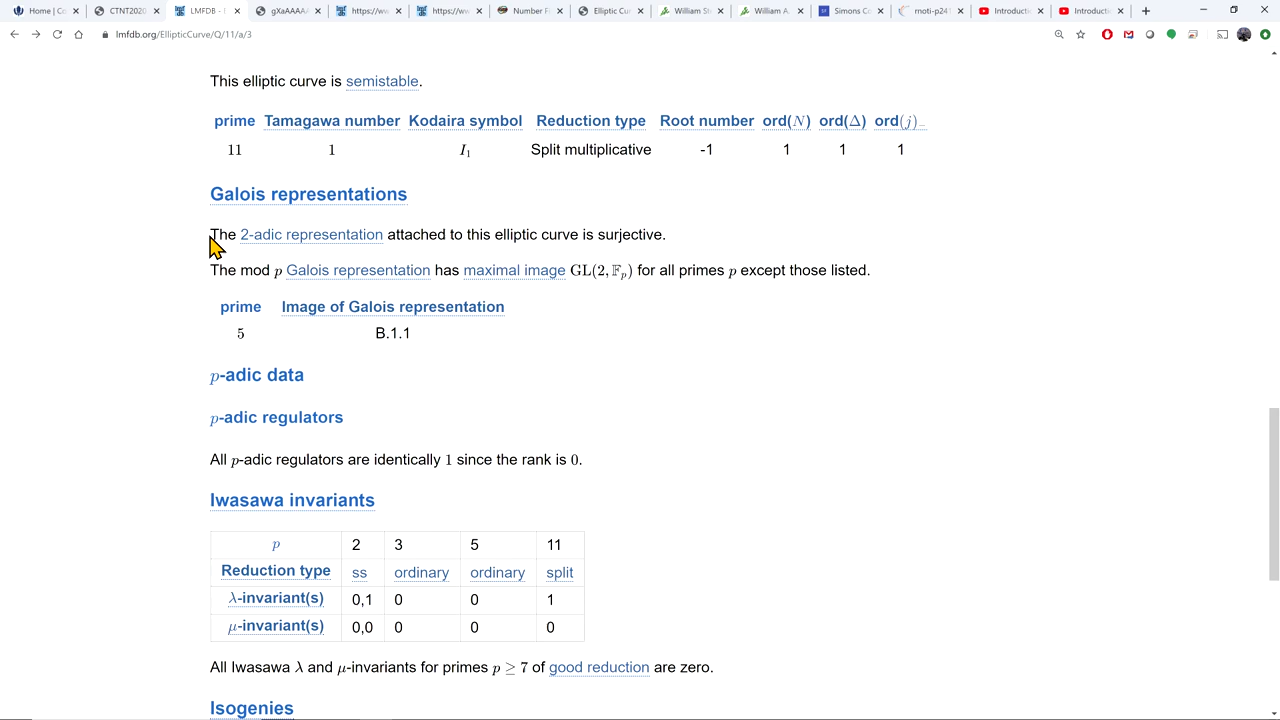 Home | Co
CTNT2020
LMFDB - I
gXaAAAA
https://ww
https://ww
Number Fi
Elliptic Cur
William Ste
William A.
Simons Co
moti-p241
Introductic
Introductic
lmfdb.org/EllipticCurve/Q/11/a/3
This elliptic curve is semistable.
prime Tamagawa number Kodaira symbol Reduction type Root number ord(N) ord(Δ) ord(j)_
11 1 I₁ Split multiplicative -1 1 1 1
Galois representations
The 2-adic representation attached to this elliptic curve is surjective.
The mod p Galois representation has maximal image GL(2, 𝔽ₚ) for all primes p except those listed.
prime Image of Galois representation
5 B.1.1
p-adic data
p-adic regulators
All p-adic regulators are identically 1 since the rank is 0.
Iwasawa invariants
p 2 3 5 11
Reduction type ss ordinary ordinary split
λ-invariant(s) 0,1 0 0 1
μ-invariant(s) 0,0 0 0 0
All Iwasawa λ and μ-invariants for primes p ≥ 7 of good reduction are zero.
Isogenies